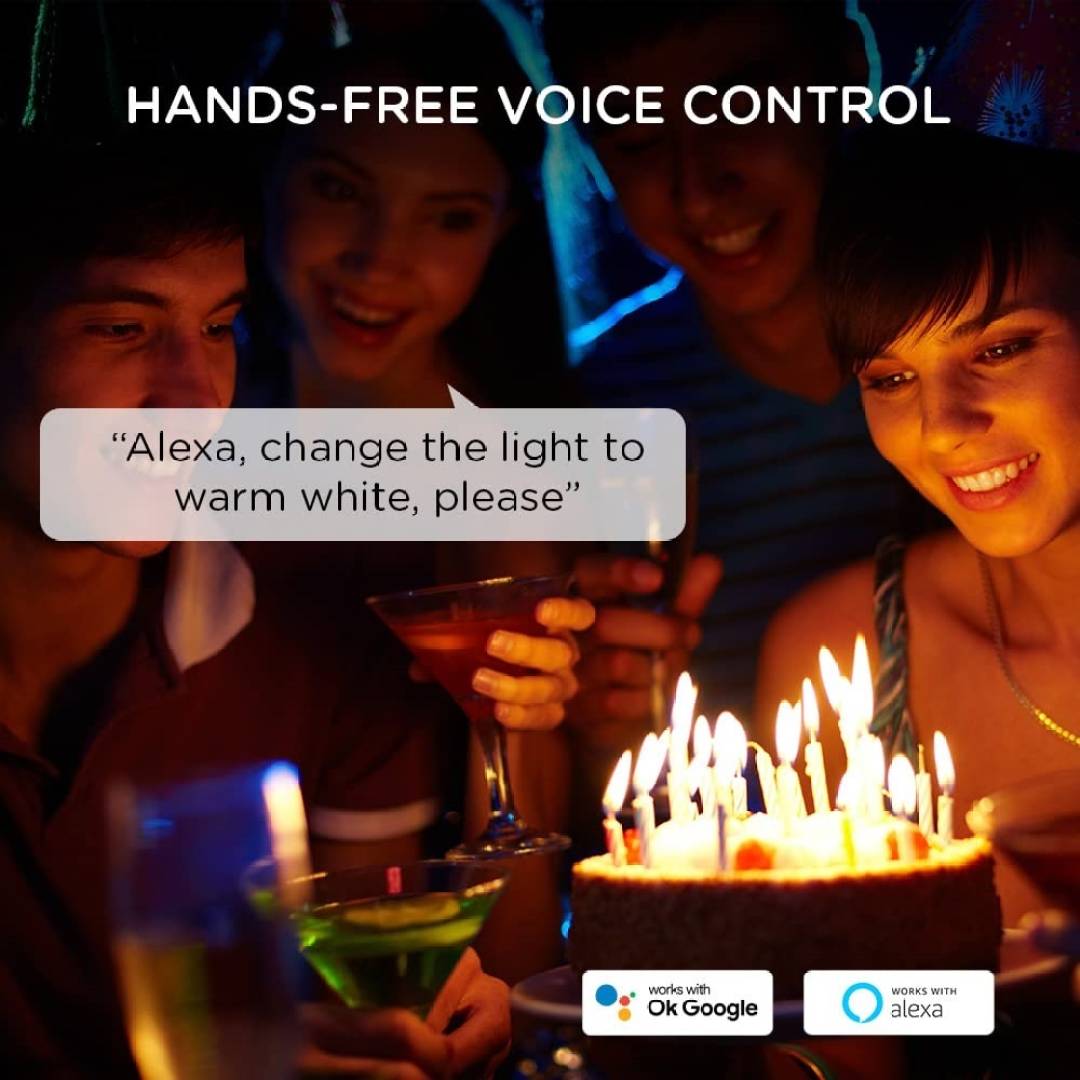 HANDS-FREE VOICE CONTROL
“Alexa, change the light to
warm white, please”
works with
Ok Google
WORKS WITH
alexa